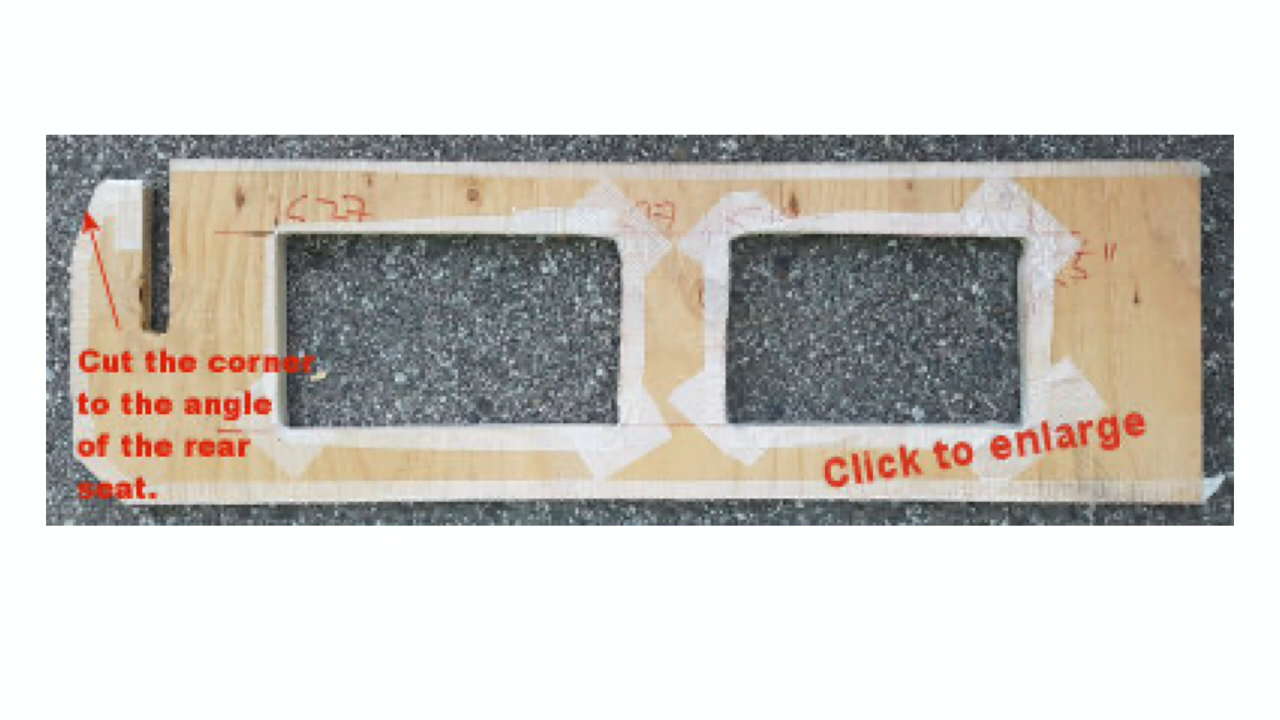 Cut the corner
to the angle
of the rear
seat.
Click to enlarge